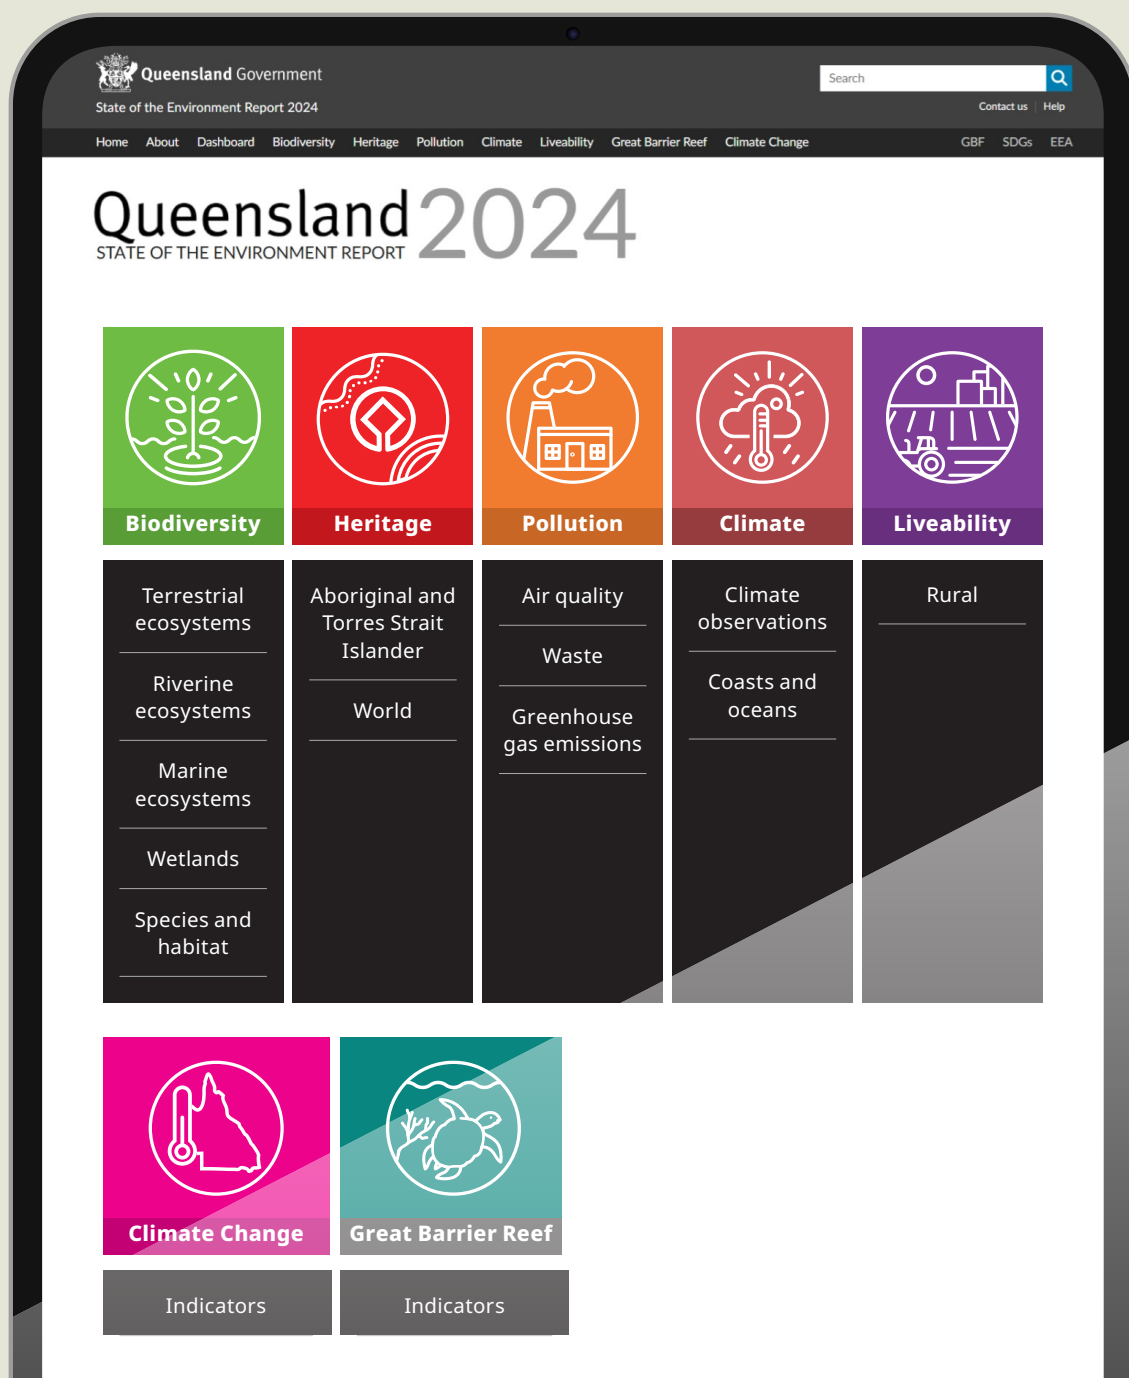 Queensland Government
Search
State of the Environment Report 2024
Contact us | Help
Home About Dashboard Biodiversity Heritage Pollution Climate Liveability Great Barrier Reef Climate Change GBF SDGs EEA
Queensland 2024
STATE OF THE ENVIRONMENT REPORT
Biodiversity
Heritage
Pollution
Climate
Liveability
Terrestrial
ecosystems
Riverine
ecosystems
Marine
ecosystems
Wetlands
Species and
habitat
Aboriginal and
Torres Strait
Islander
World
Air quality
Waste
Greenhouse
gas emissions
Climate
observations
Coasts and
oceans
Rural
Climate Change
Great Barrier Reef
Indicators
Indicators